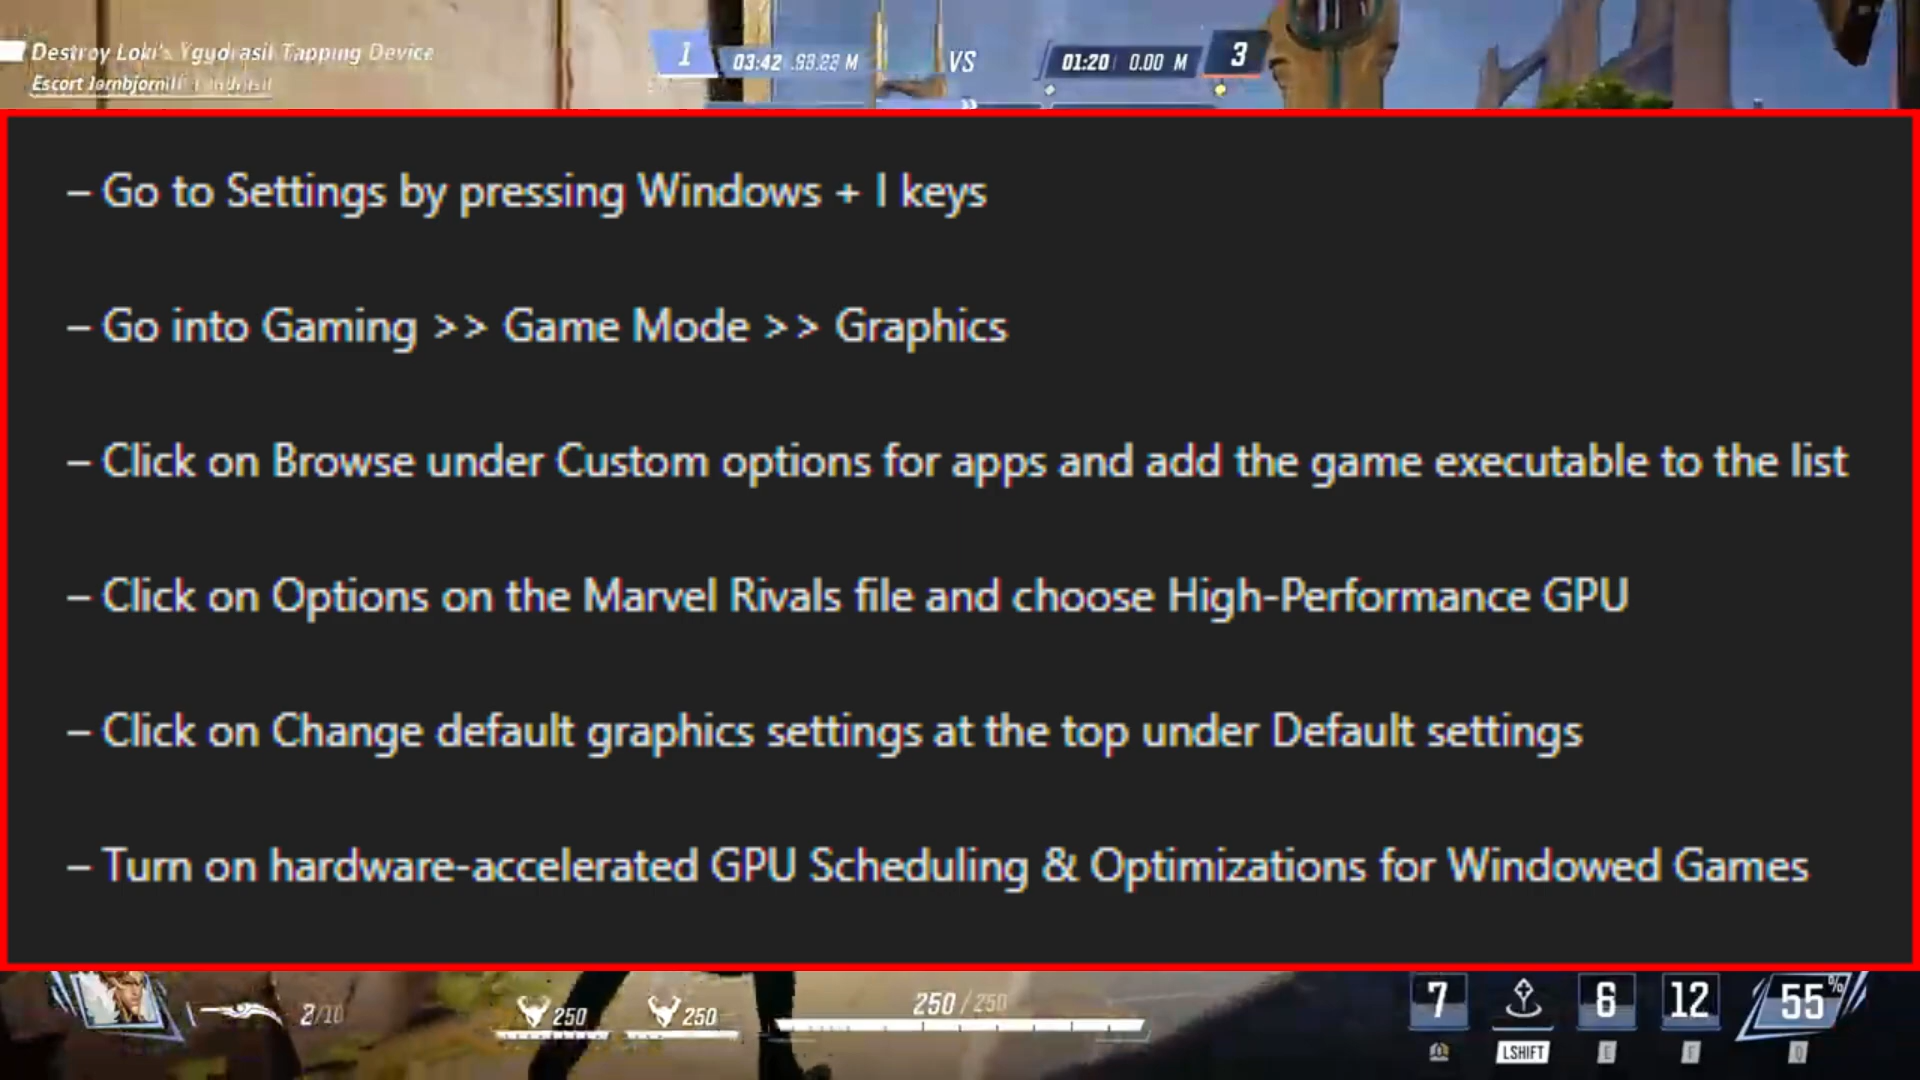 Destroy Loki's Yggdrasil Tapping Device
Escort
1 03:42 M VS 01:20 0.00 M 3
– Go to Settings by pressing Windows + I keys
– Go into Gaming >> Game Mode >> Graphics
– Click on Browse under Custom options for apps and add the game executable to the list
– Click on Options on the Marvel Rivals file and choose High-Performance GPU
– Click on Change default graphics settings at the top under Default settings
– Turn on hardware-accelerated GPU Scheduling & Optimizations for Windowed Games
2/10 250 250 250/250 7 6 12 55%
LSHIFT E F Q